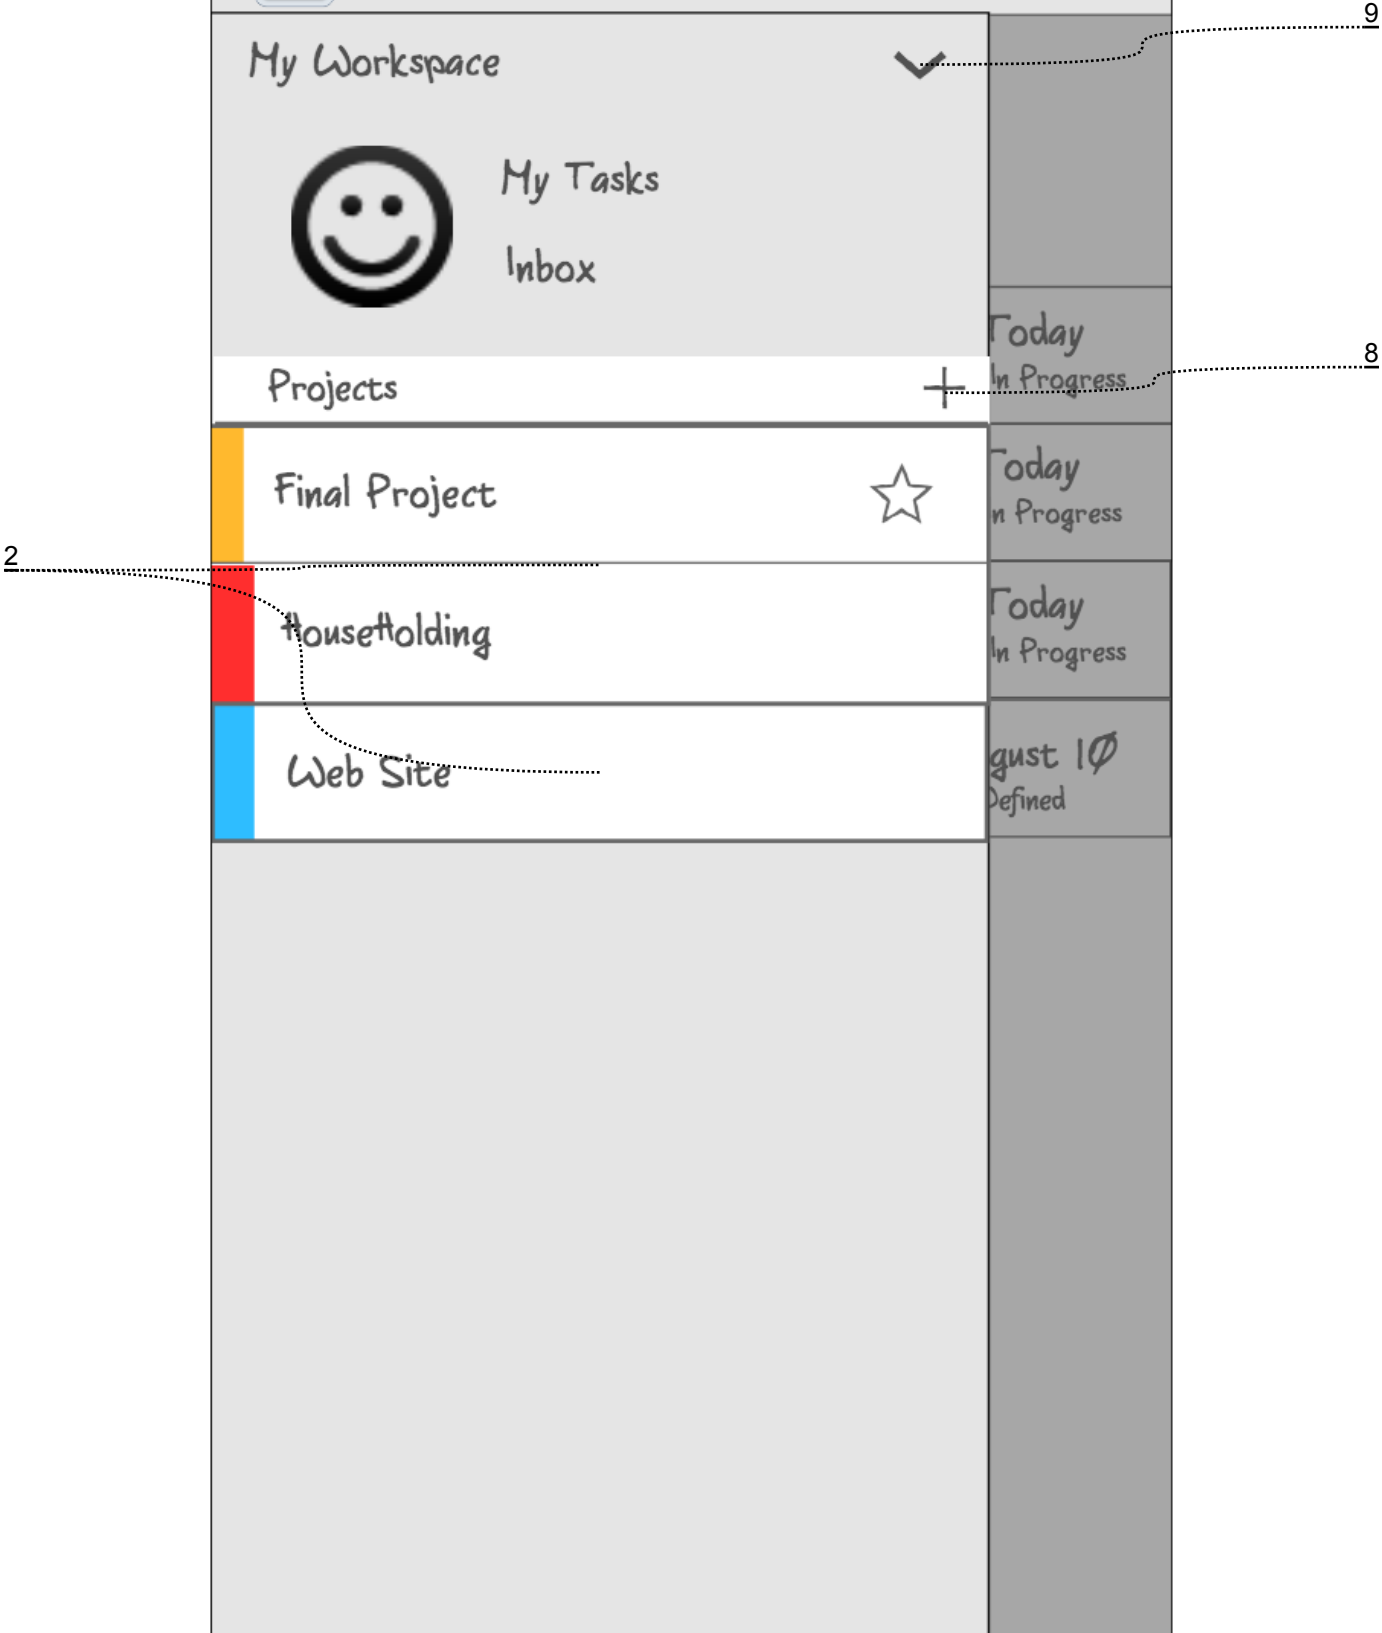 9
My Workspace
My Tasks
Inbox
Today
In Progress
8
Projects
+
Today
n Progress
Final Project
2
Today
In Progress
HouseHolding
gust 10
Defined
Web Site